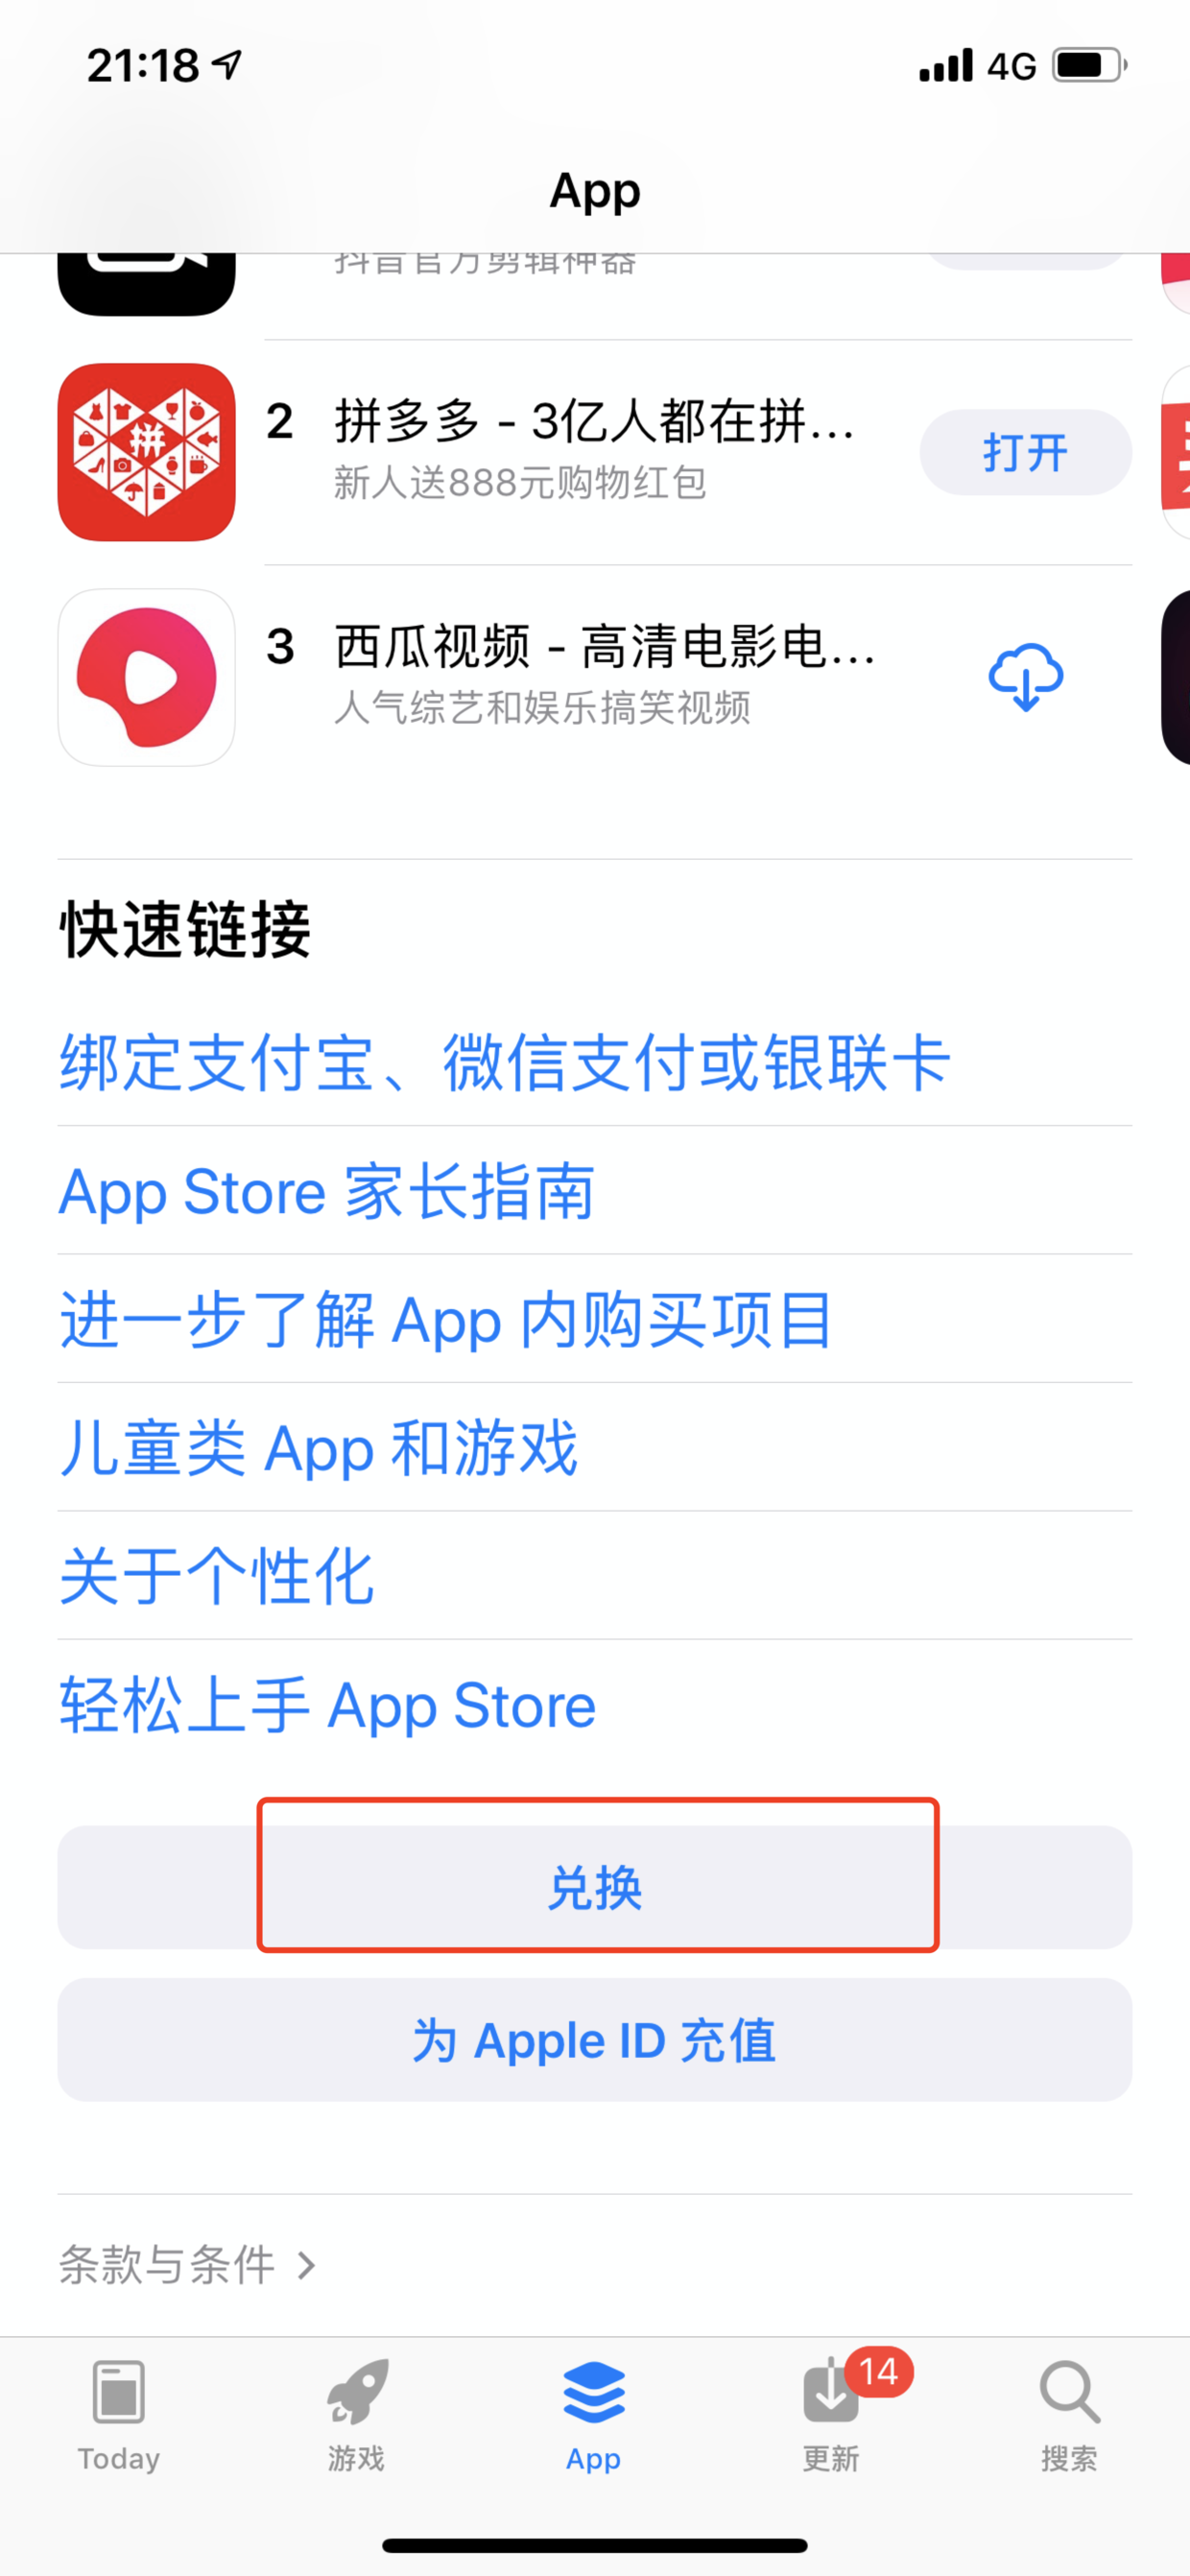 21:18
4G
App
抖音官方剪辑神器
拼
2 拼多多 - 3亿人都在拼...
打开
新人送888元购物红包
3 西瓜视频 - 高清电影电...
人气综艺和娱乐搞笑视频
快速链接
绑定支付宝、微信支付或银联卡
App Store 家长指南
进一步了解 App 内购买项目
儿童类 App 和游戏
关于个性化
轻松上手 App Store
兑换
为 Apple ID 充值
条款与条件
14
Today 游戏 App 更新 搜索